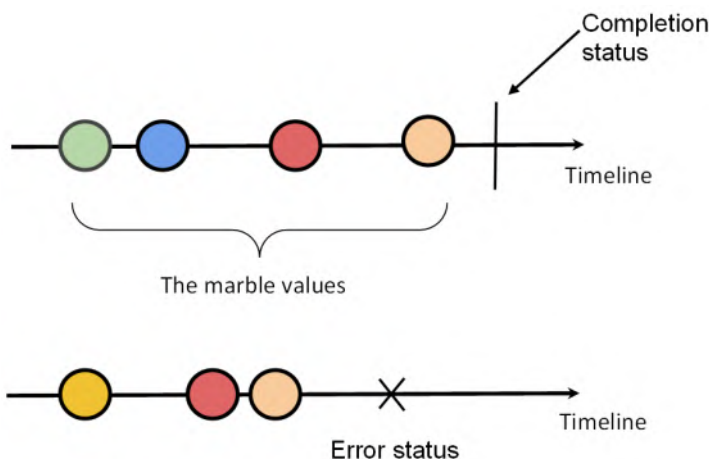 Completion
status
Timeline
The marble values
Timeline
Error status